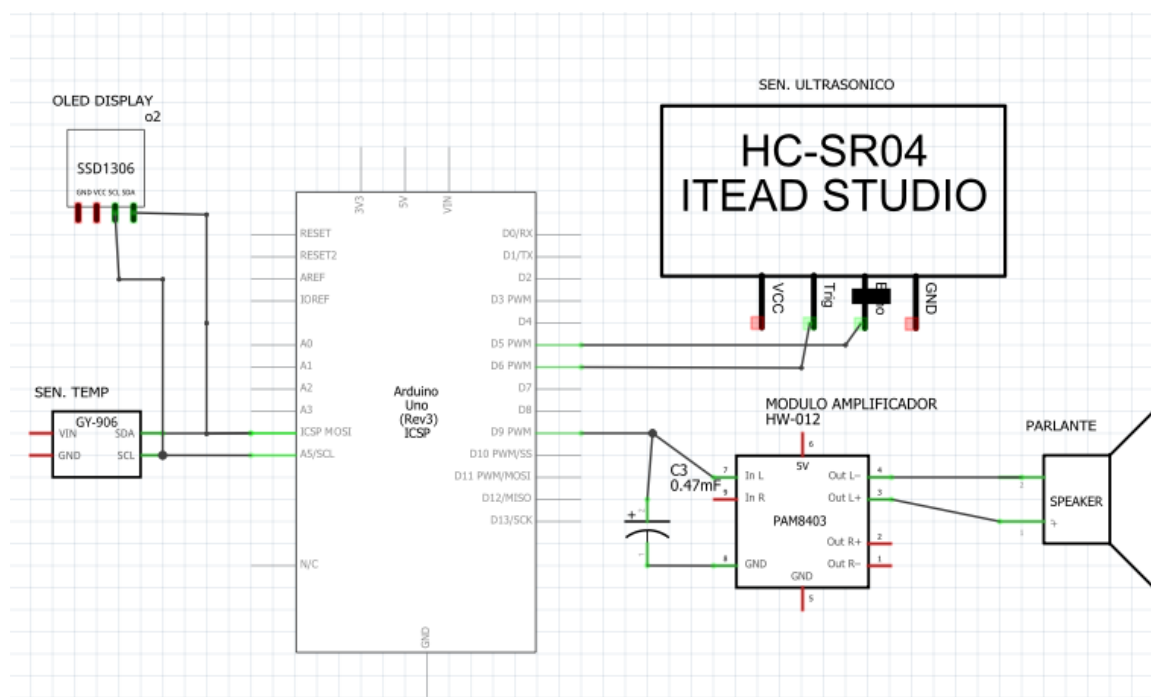 OLED DISPLAY
o2
SSD1306
GND VCC SCL SDA
SEN. TEMP
GY-906
VIN
GND
SDA
SCL
3V3
5V
VIN
RESET
RESET2
AREF
IOREF
A0
A1
A2
A3
ICSP MOSI
A5/SCL
N/C
Arduino
Uno
(Rev3)
ICSP
D0/RX
D1/TX
D2
D3 PWM
D4
D5 PWM
D6 PWM
D7
D8
D9 PWM
D10 PWM/SS
D11 PWM/MOSI
D12/MISO
D13/SCK
GND
SEN. ULTRASONICO
HC-SR04
ITEAD STUDIO
VCC
Trig
GND
C3
0.47mF
+
2
1
MODULO AMPLIFICADOR
HW-012
6
5V
7
In L
9
In R
8
GND
PAM8403
Out L-
4
Out L+
3
Out R+
2
Out R-
1
GND
5
PARLANTE
SPEAKER
+